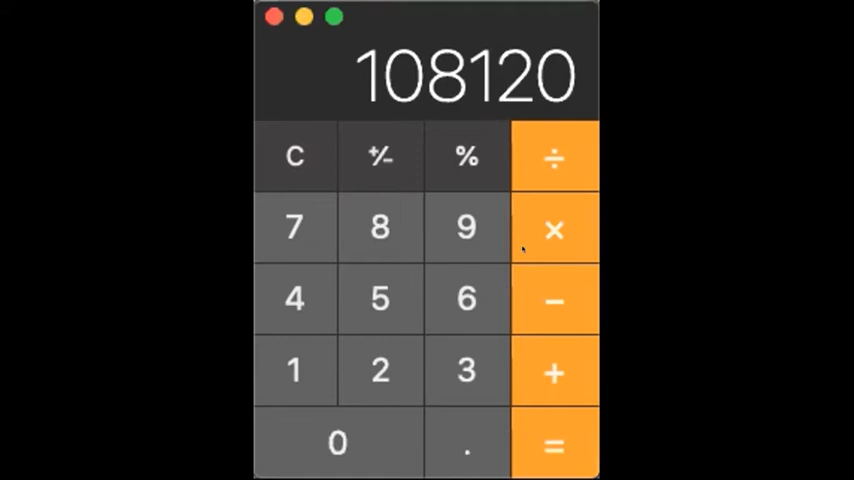 108120
C +/- % ÷
7 8 9 ×
4 5 6 −
1 2 3 +
0 . =